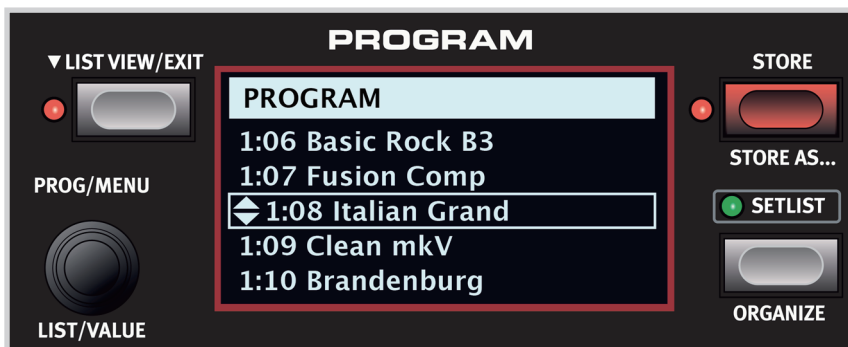 PROGRAM
▼ LIST VIEW/EXIT
STORE
PROGRAM
1:06 Basic Rock B3
1:07 Fusion Comp
1:08 Italian Grand
1:09 Clean mkV
1:10 Brandenburg
STORE AS...
PROG/MENU
SETLIST
LIST/VALUE
ORGANIZE